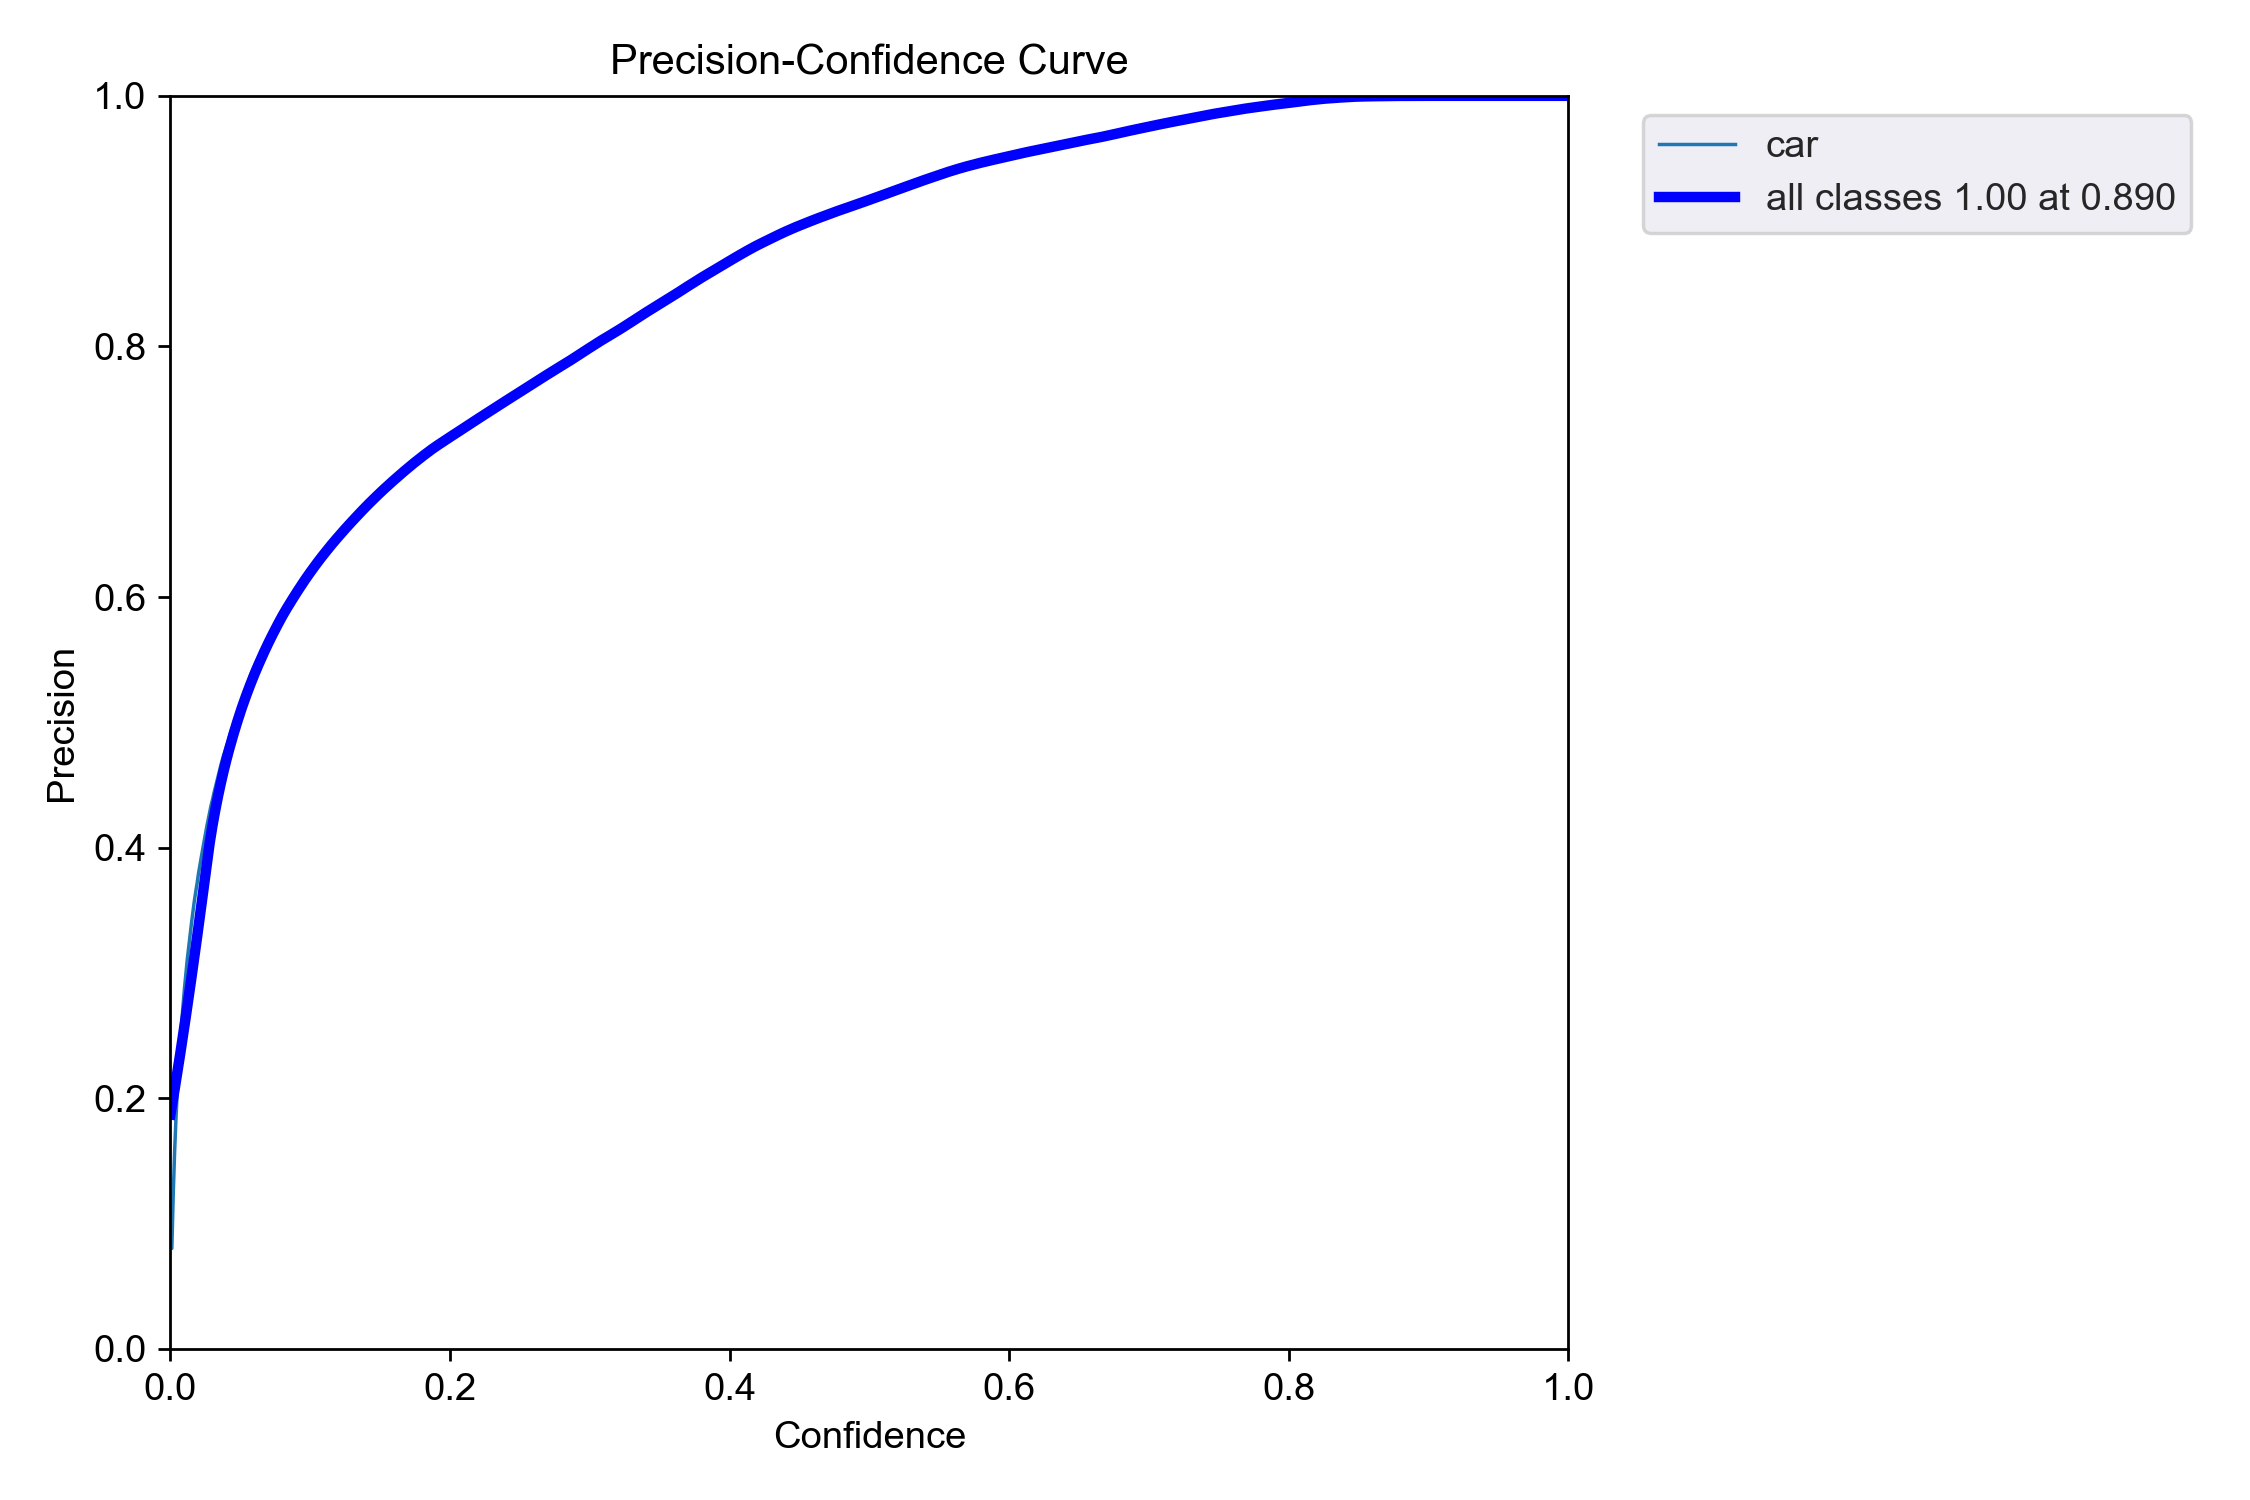 Precision-Confidence Curve
1.0
0.8
0.6
0.4
0.2
0.0
Precision
0.0 0.2 0.4 0.6 0.8 1.0
Confidence
car
all classes 1.00 at 0.890